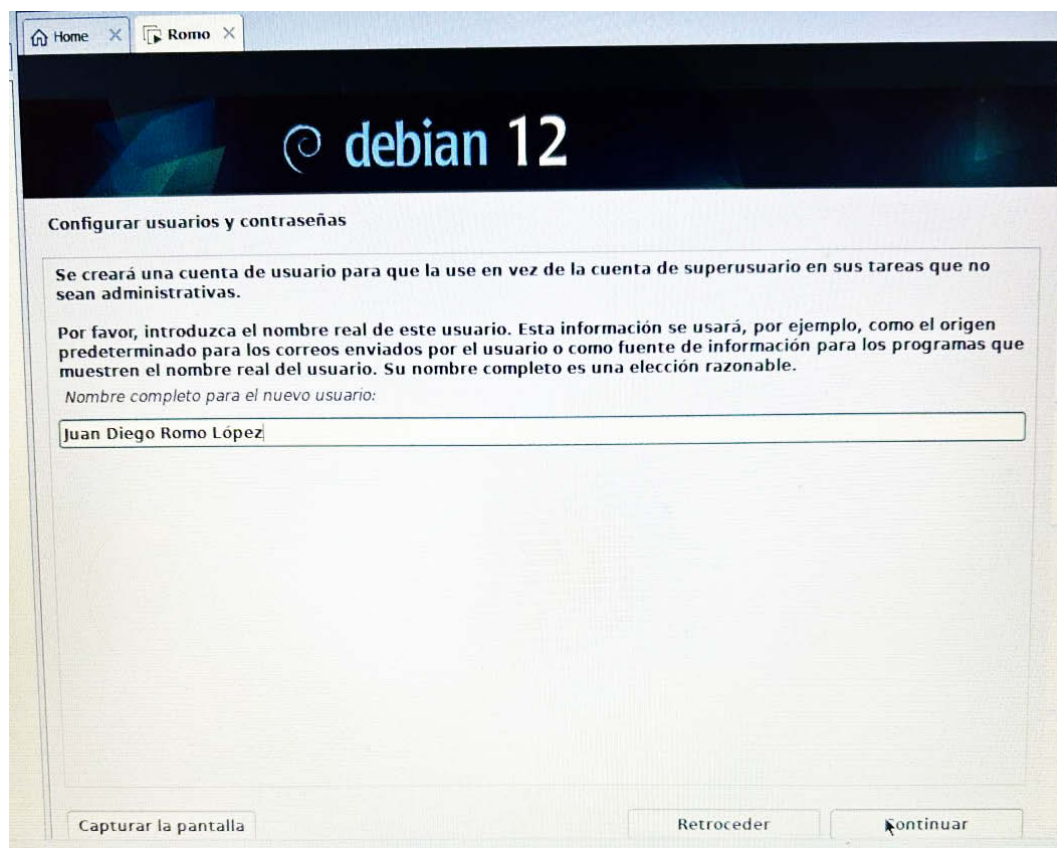 Home
Romo
debian 12
Configurar usuarios y contraseñas
Se creará una cuenta de usuario para que la use en vez de la cuenta de superusuario en sus tareas que no
sean administrativas.
Por favor, introduzca el nombre real de este usuario. Esta información se usará, por ejemplo, como el origen
predeterminado para los correos enviados por el usuario o como fuente de información para los programas que
muestren el nombre real del usuario. Su nombre completo es una elección razonable.
Nombre completo para el nuevo usuario:
Juan Diego Romo López
Capturar la pantalla
Retroceder
Continuar